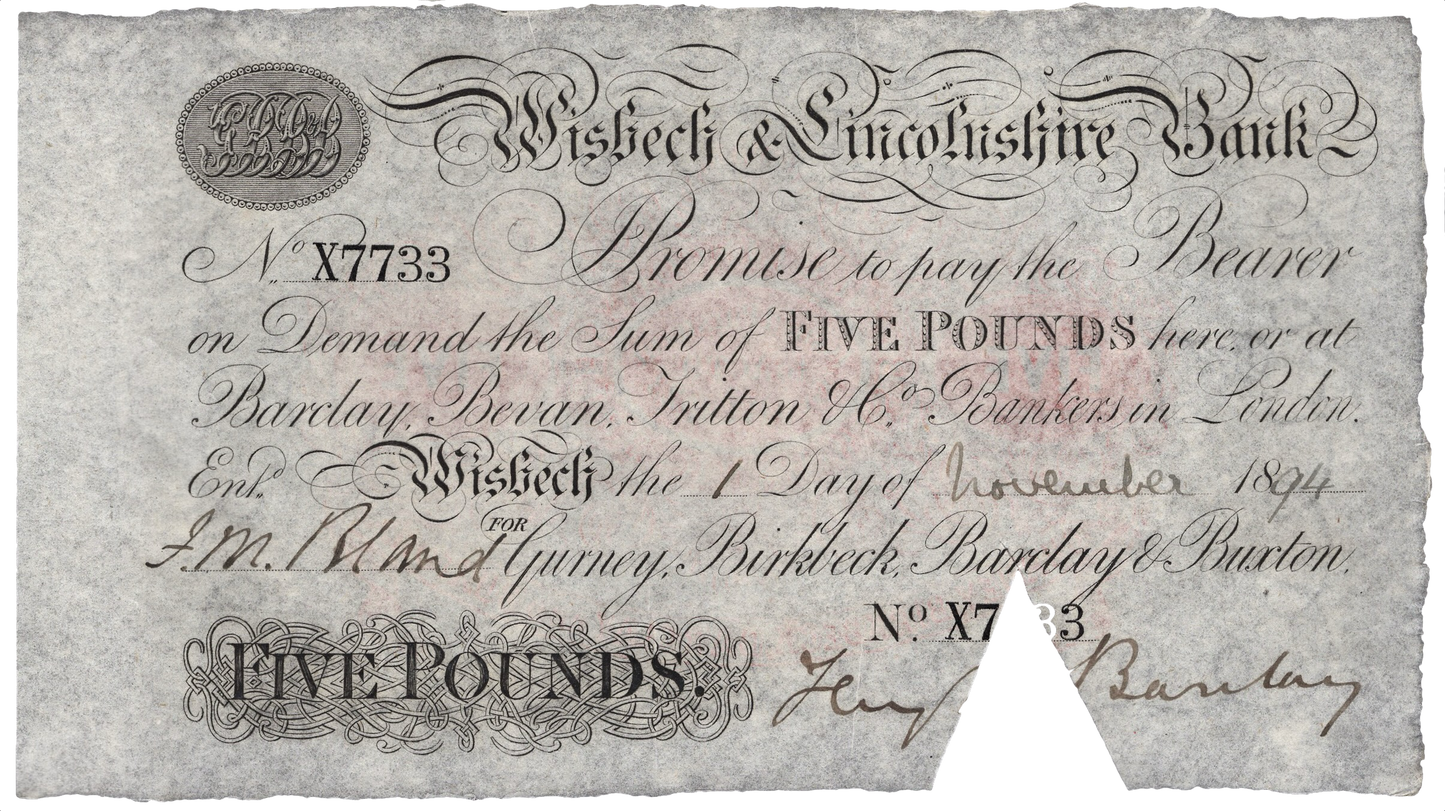 Wisbech & Lincolnshire Bank
No X7733 Promise to pay the Bearer
on Demand the Sum of FIVE POUNDS here, or at
Barclay, Bevan, Tritton & Co. Bankers in London.
Entd. Wisbech the 1 Day of November 1894
FOR
J.M. Bland Gurney, Birkbeck, Barclay & Buxton.
No X7 33
FIVE POUNDS. Barclay